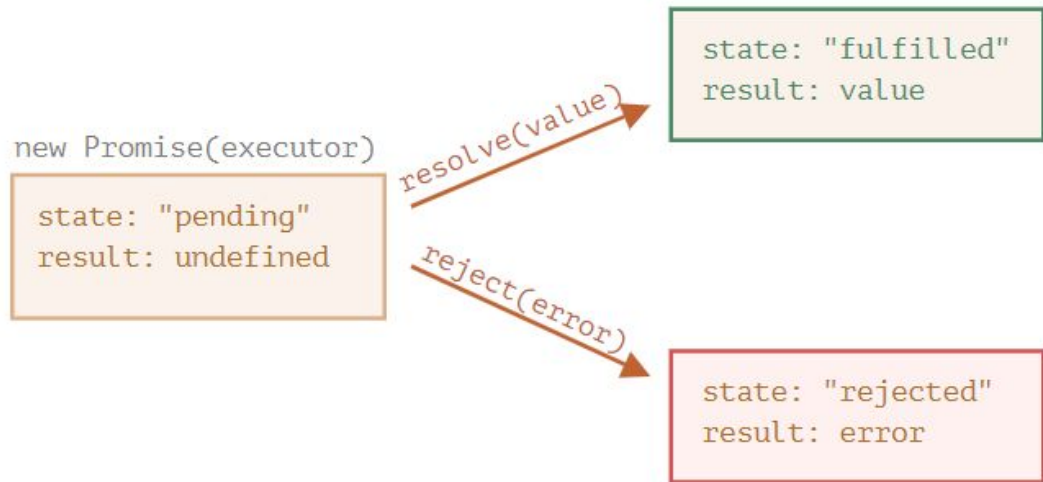 new Promise(executor)
state: "pending"
result: undefined
resolve(value)
state: "fulfilled"
result: value
reject(error)
state: "rejected"
result: error